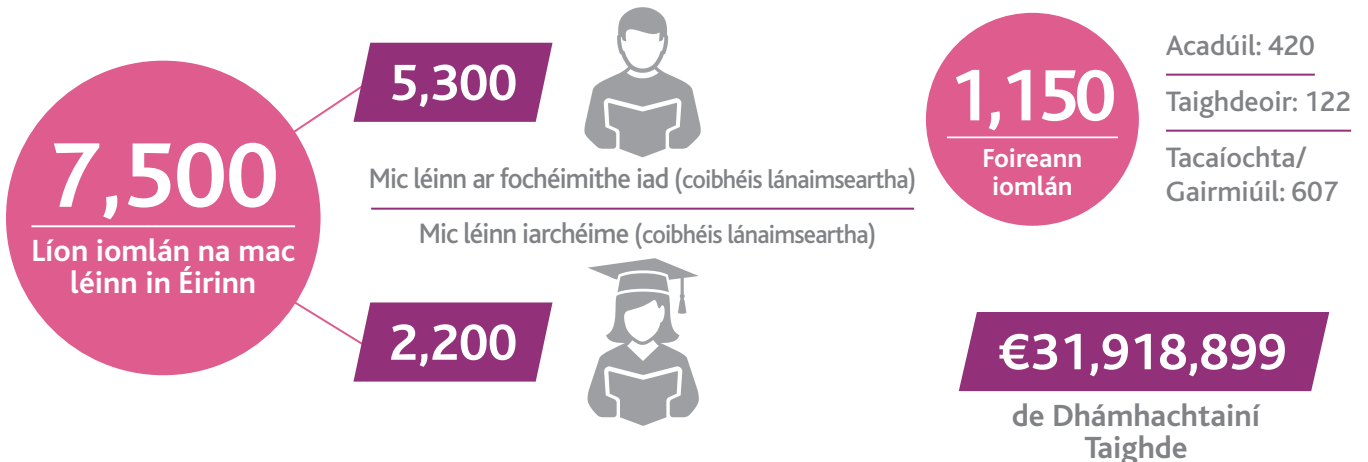 7,500
Líon iomlán na mac
léinn in Éirinn
5,300
Mic léinn ar fochéimithe iad (coibhéis lánaimseartha)
Mic léinn iarchéime (coibhéis lánaimseartha)
2,200
1,150
Foireann
iomlán
Acadúil: 420
Taighdeoir: 122
Tacaíochta/
Gairmiúil: 607
€31,918,899
de Dhámhachtainí
Taighde